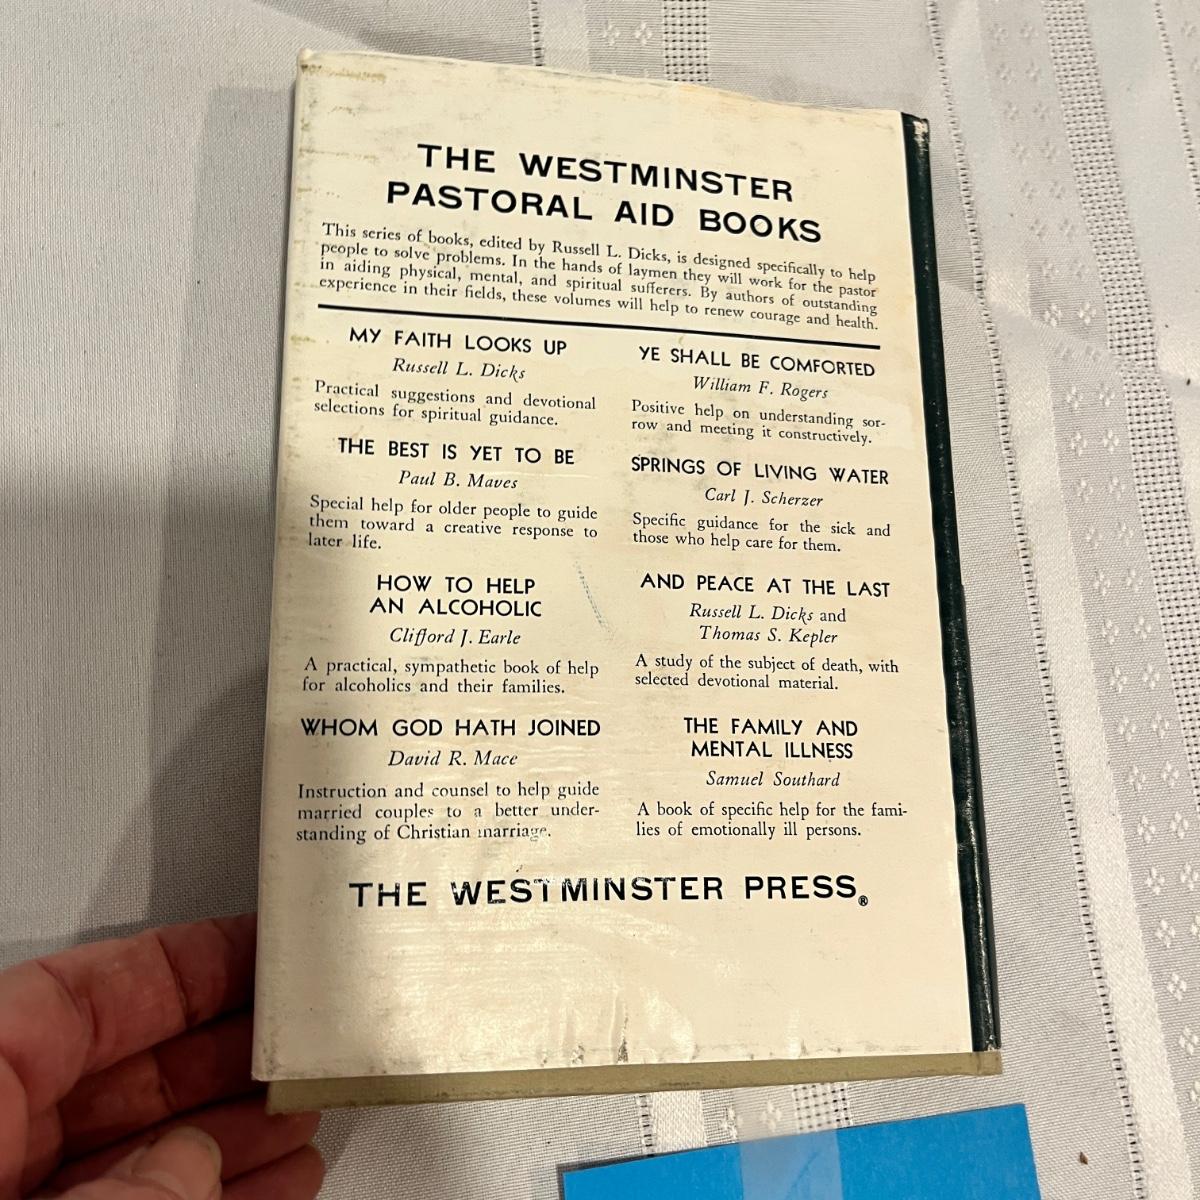 THE WESTMINSTER
PASTORAL AID BOOKS
This series of books, edited by Russell L. Dicks, is designed specifically to help
people to solve problems. In the hands of laymen they will work for the pastor
in aiding physical, mental, and spiritual sufferers. By authors of outstanding
experience in their fields, these volumes will help to renew courage and health.
MY FAITH LOOKS UP
Russell L. Dicks
Practical suggestions and devotional
selections for spiritual guidance.
THE BEST IS YET TO BE
Paul B. Maves
Special help for older people to guide
them toward a creative response to
later life.
HOW TO HELP
AN ALCOHOLIC
Clifford J. Earle
A practical, sympathetic book of help
for alcoholics and their families.
WHOM GOD HATH JOINED
David R. Mace
Instruction and counsel to help guide
married couples to a better under-
standing of Christian marriage.
YE SHALL BE COMFORTED
William F. Rogers
Positive help on understanding sor-
row and meeting it constructively.
SPRINGS OF LIVING WATER
Carl J. Scherzer
Specific guidance for the sick and
those who help care for them.
AND PEACE AT THE LAST
Russell L. Dicks and
Thomas S. Kepler
A study of the subject of death, with
selected devotional material.
THE FAMILY AND
MENTAL ILLNESS
Samuel Southard
A book of specific help for the fami-
lies of emotionally ill persons.
THE WESTMINSTER PRESS®